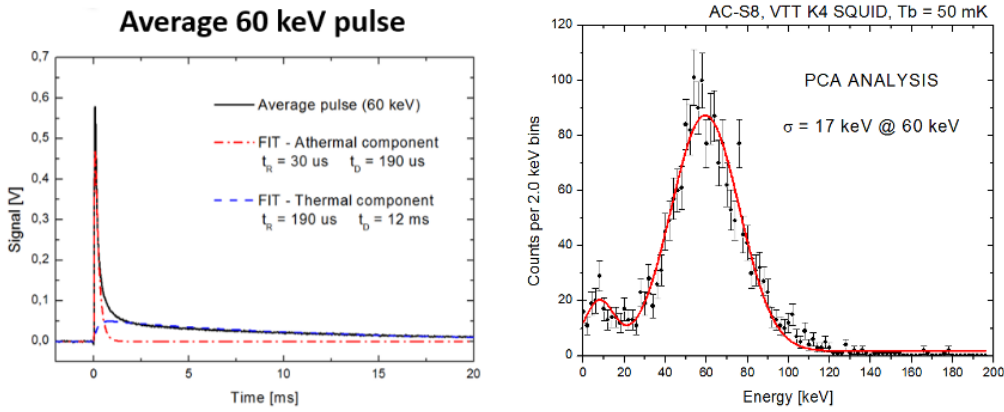 Average 60 keV pulse
0,7
0,6
0,5
0,4
0,3
0,2
0,1
0,0
Signal [V]
Average pulse (60 keV)
FIT - Athermal component
t_R = 30 us t_D = 190 us
FIT - Thermal component
t_R = 190 us t_D = 12 ms
0 5 10 15 20
Time [ms]
AC-S8, VTT K4 SQUID, Tb = 50 mK
120
100
80
60
40
20
0
Counts per 2.0 keV bins
PCA ANALYSIS
σ = 17 keV @ 60 keV
0 20 40 60 80 100 120 140 160 180 200
Energy [keV]